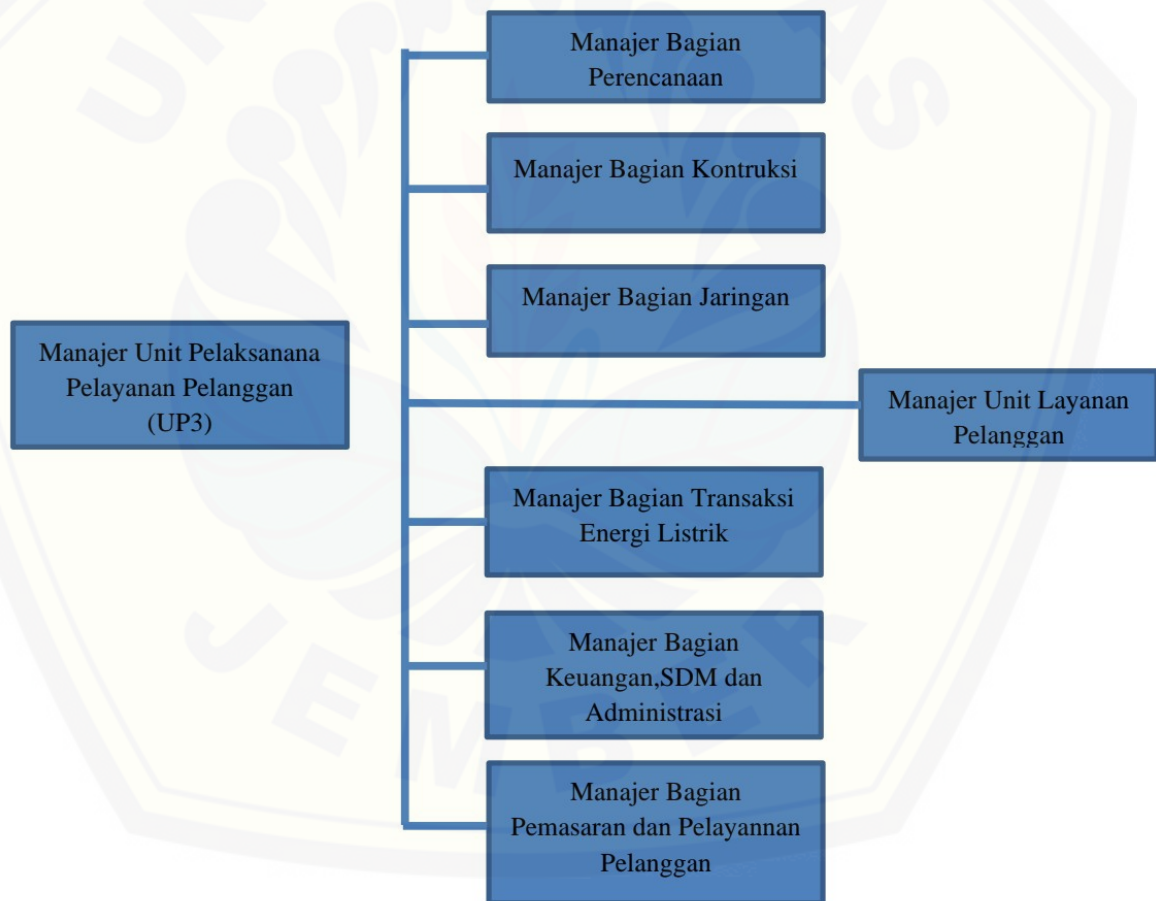 Manajer Bagian
Perencanaan
Manajer Bagian Kontruksi
Manajer Bagian Jaringan
Manajer Unit Pelaksanana
Pelayanan Pelanggan
(UP3)
Manajer Unit Layanan
Pelanggan
Manajer Bagian Transaksi
Energi Listrik
Manajer Bagian
Keuangan,SDM dan
Administrasi
Manajer Bagian
Pemasaran dan Pelayannan
Pelanggan
JEMBER